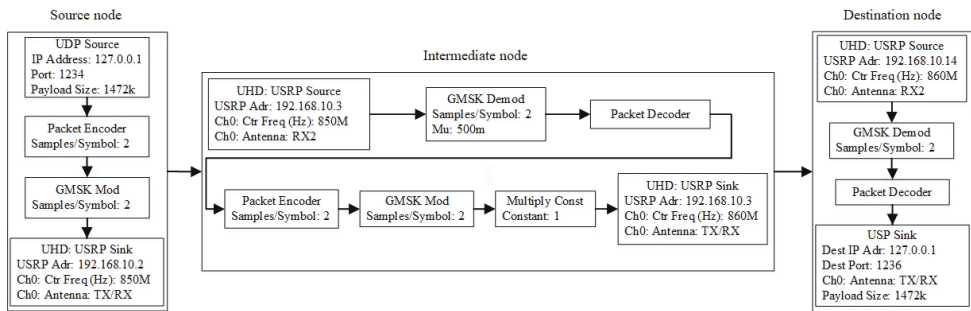 Source node
UDP Source
IP Address: 127.0.0.1
Port: 1234
Payload Size: 1472k
Packet Encoder
Samples/Symbol: 2
GMSK Mod
Samples/Symbol: 2
UHD: USRP Sink
USRP Adr: 192.168.10.2
Ch0: Ctr Freq (Hz): 850M
Ch0: Antenna: TX/RX
Intermediate node
UHD: USRP Source
USRP Adr: 192.168.10.3
Ch0: Ctr Freq (Hz): 850M
Ch0: Antenna: RX2
GMSK Demod
Samples/Symbol: 2
Mu: 500m
Packet Decoder
Packet Encoder
Samples/Symbol: 2
GMSK Mod
Samples/Symbol: 2
Multiply Const
Constant: 1
UHD: USRP Sink
USRP Adr: 192.168.10.3
Ch0: Ctr Freq (Hz): 860M
Ch0: Antenna: TX/RX
Destination node
UHD: USRP Source
USRP Adr: 192.168.10.14
Ch0: Ctr Freq (Hz): 860M
Ch0: Antenna: RX2
GMSK Demod
Samples/Symbol: 2
Packet Decoder
USP Sink
Dest IP Adr: 127.0.0.1
Dest Port: 1236
Ch0: Antenna: TX/RX
Payload Size: 1472k